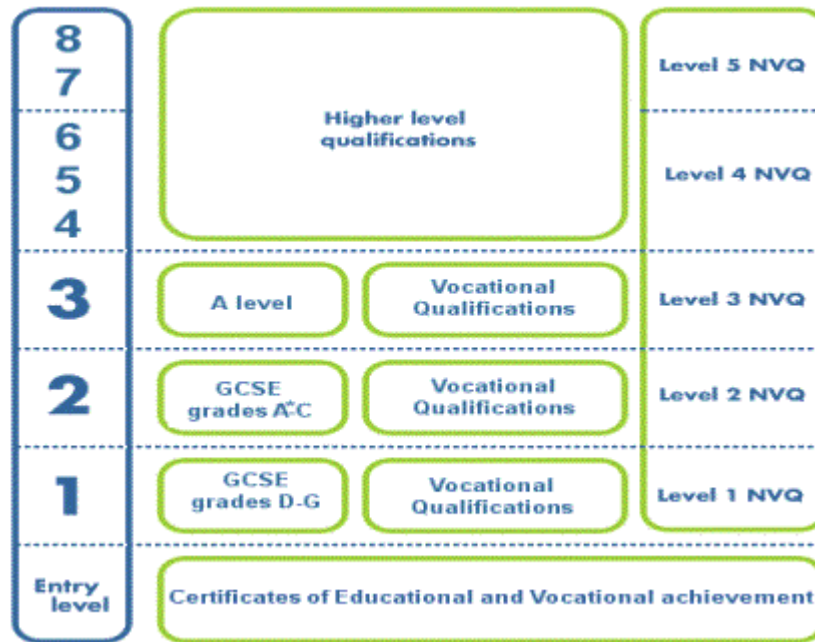 8
7
Level 5 NVQ
Higher level
qualifications
6
5
4
Level 4 NVQ
3
A level
Vocational
Qualifications
Level 3 NVQ
2
GCSE
grades A*C
Vocational
Qualifications
Level 2 NVQ
1
GCSE
grades D-G
Vocational
Qualifications
Level 1 NVQ
Entry
level
Certificates of Educational and Vocational achievement